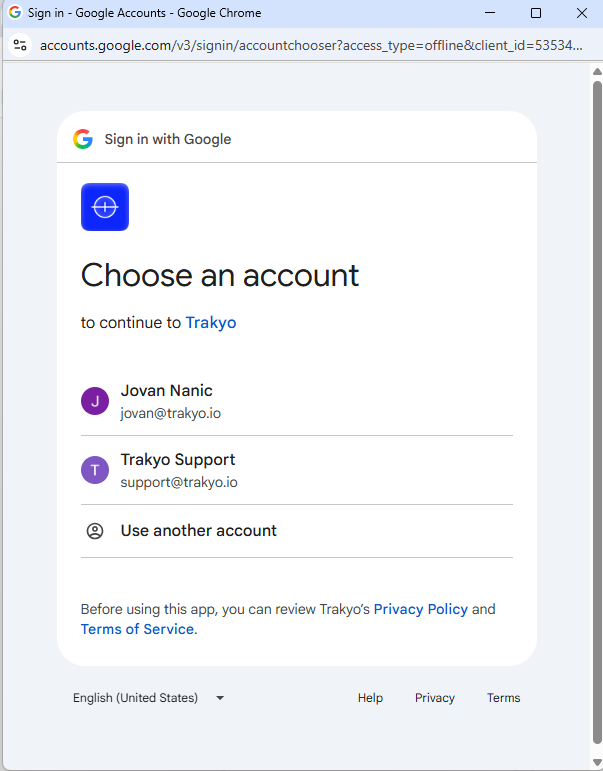 Sign in - Google Accounts - Google Chrome
accounts.google.com/v3/signin/accountchooser?access_type=offline&client_id=53534...
Sign in with Google
Choose an account
to continue to Trakyo
J
Jovan Nanic
jovan@trakyo.io
T
Trakyo Support
support@trakyo.io
Use another account
Before using this app, you can review Trakyo’s Privacy Policy and
Terms of Service.
English (United States)
Help Privacy Terms